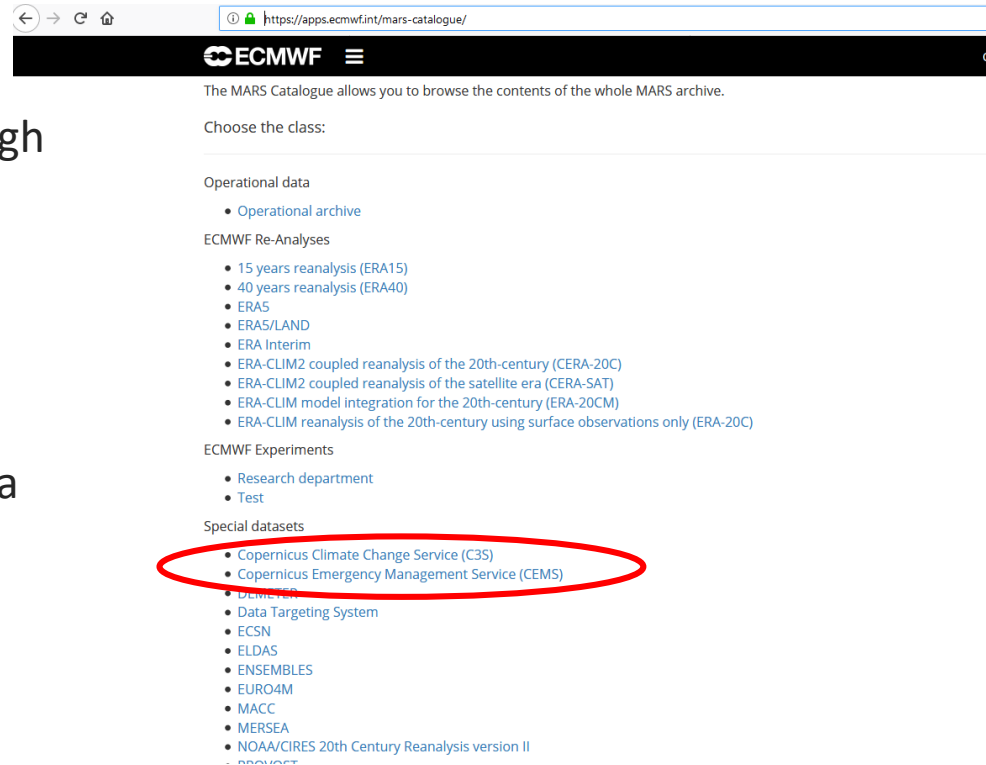 https://apps.ecmwf.int/mars-catalogue/
ECMWF
The MARS Catalogue allows you to browse the contents of the whole MARS archive.
gh
Choose the class:
Operational data
Operational archive
ECMWF Re-Analyses
15 years reanalysis (ERA15)
40 years reanalysis (ERA40)
ERA5
ERA5/LAND
ERA Interim
ERA-CLIM2 coupled reanalysis of the 20th-century (CERA-20C)
ERA-CLIM2 coupled reanalysis of the satellite era (CERA-SAT)
ERA-CLIM model integration for the 20th-century (ERA-20CM)
ERA-CLIM reanalysis of the 20th-century using surface observations only (ERA-20C)
ECMWF Experiments
Research department
a
Test
Special datasets
Copernicus Climate Change Service (C3S)
Copernicus Emergency Management Service (CEMS)
DEMETER
Data Targeting System
ECSN
ELDAS
ENSEMBLES
EURO4M
MACC
MERSEA
NOAA/CIRES 20th Century Reanalysis version II
PROVOST